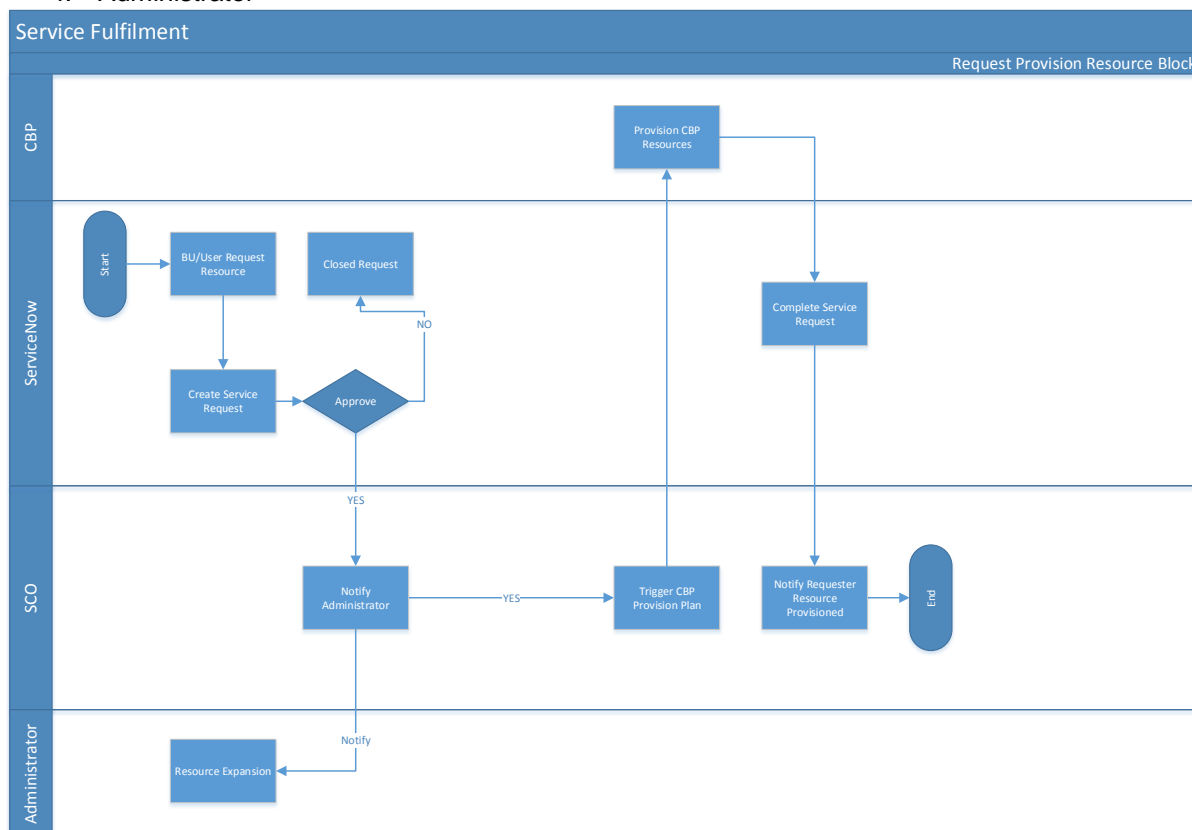 Service Fulfilment
Request Provision Resource Block
CBP
Provision CBP
Resources
ServiceNow
Start
BU/User Request
Resource
Closed Request
NO
Create Service
Request
Approve
Complete Service
Request
YES
SCO
Notify
Administrator
YES
Trigger CBP
Provision Plan
Notify Requester
Resource
Provisioned
End
Administrator
Notify
Resource Expansion